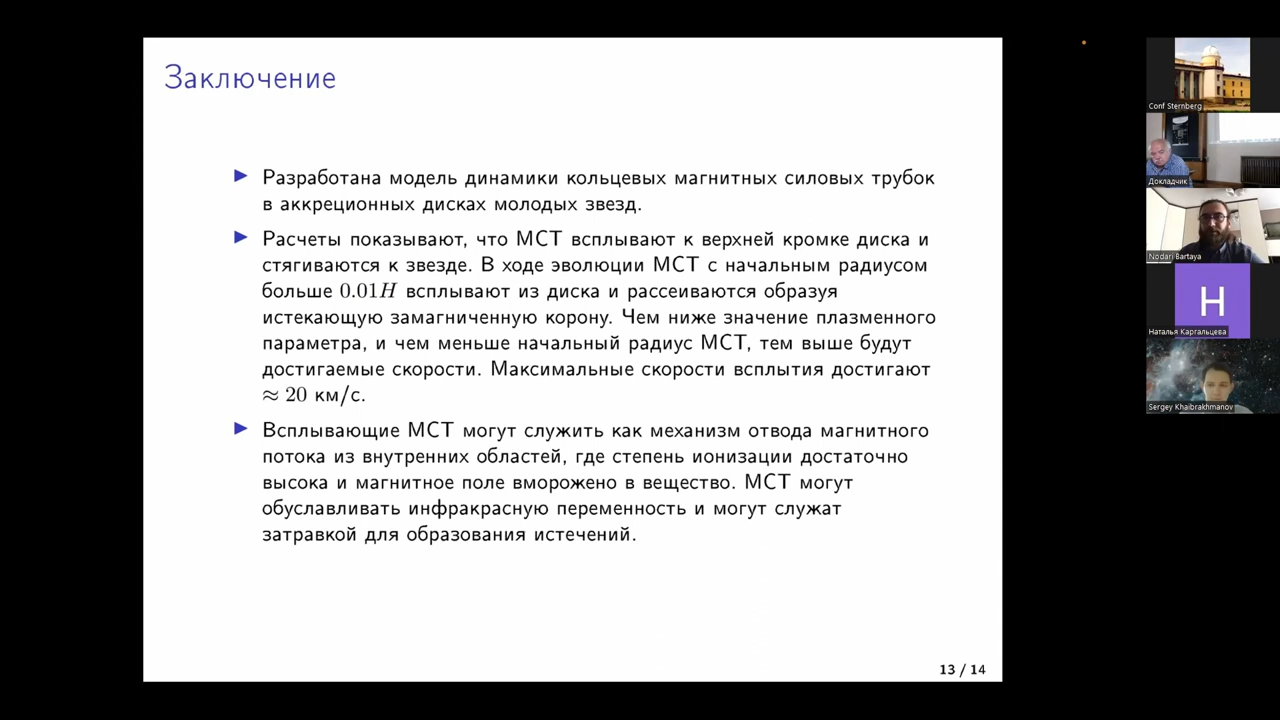 Заключение
Разработана модель динамики кольцевых магнитных силовых трубок
в аккреционных дисках молодых звезд.
Расчеты показывают, что МСТ всплывают к верхней кромке диска и
стягиваются к звезде. В ходе эволюции МСТ с начальным радиусом
больше 0.01H всплывают из диска и рассеиваются образуя
истекающую замагниченную корону. Чем ниже значение плазменного
параметра, и чем меньше начальный радиус МСТ, тем выше будут
достигаемые скорости. Максимальные скорости всплытия достигают
≈ 20 км/с.
Всплывающие МСТ могут служить как механизм отвода магнитного
потока из внутренних областей, где степень ионизации достаточно
высока и магнитное поле вморожено в вещество. МСТ могут
обуславливать инфракрасную переменность и могут служат
затравкой для образования истечений.
13 / 14
Conf Sternberg
Докладчик
Nodari Bartaya
Н
Наталья Каргальцева
Sergey Khaibrakhmanov